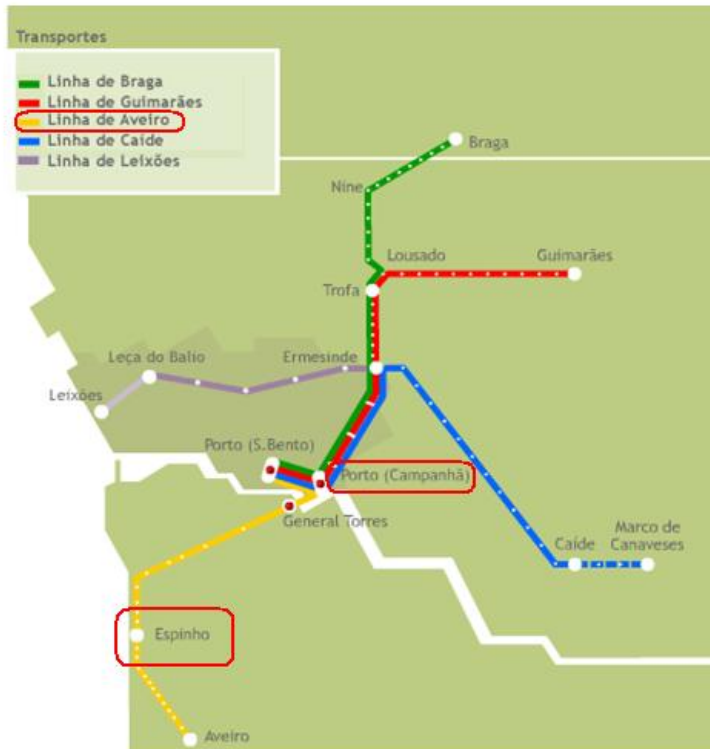 Transportes
Linha de Braga
Linha de Guimarães
Linha de Aveiro
Linha de Caíde
Linha de Leixões
Braga
Nine
Lousado
Guimarães
Trofa
Leça do Balio
Ermesinde
Leixões
Porto (S.Bento)
Porto (Campanhã)
General Torres
Caíde
Marco de
Canaveses
Espinho
Aveiro